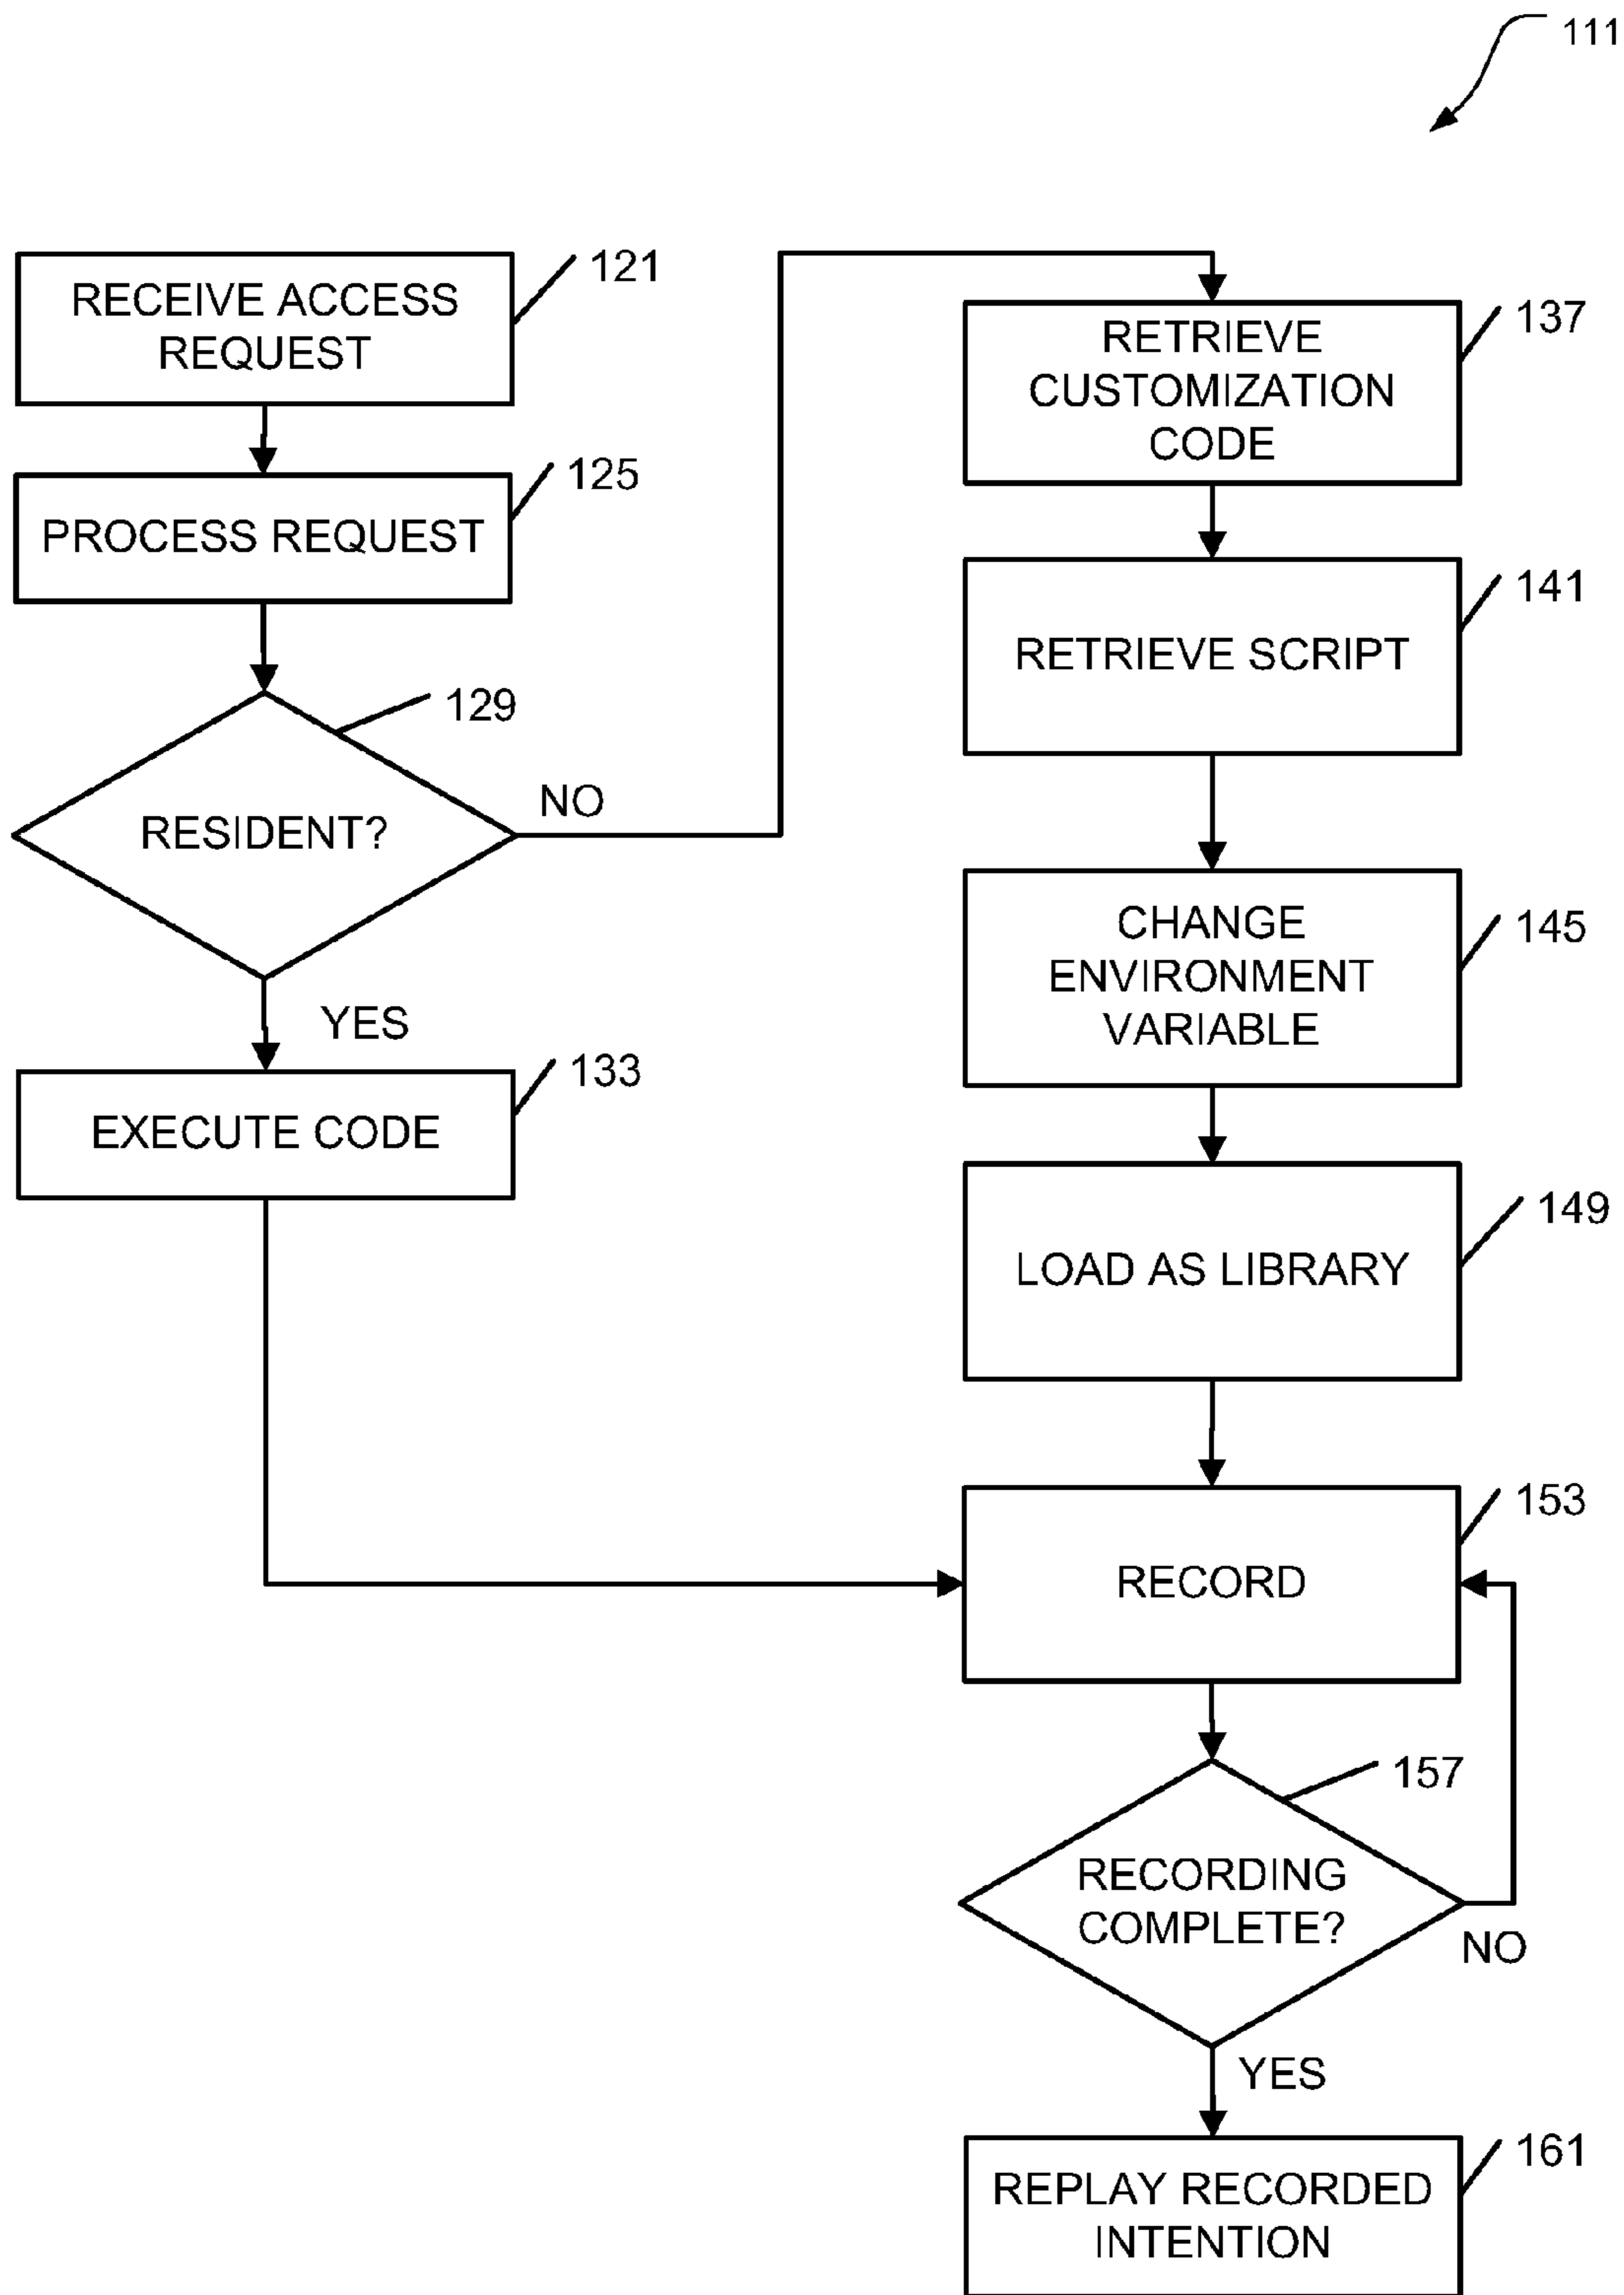 111
RECEIVE ACCESS
REQUEST
121
PROCESS REQUEST
125
RESIDENT?
129
NO
YES
EXECUTE CODE
133
RETRIEVE
CUSTOMIZATION
CODE
137
RETRIEVE SCRIPT
141
CHANGE
ENVIRONMENT
VARIABLE
145
LOAD AS LIBRARY
149
RECORD
153
RECORDING
COMPLETE?
157
NO
YES
REPLAY RECORDED
INTENTION
161